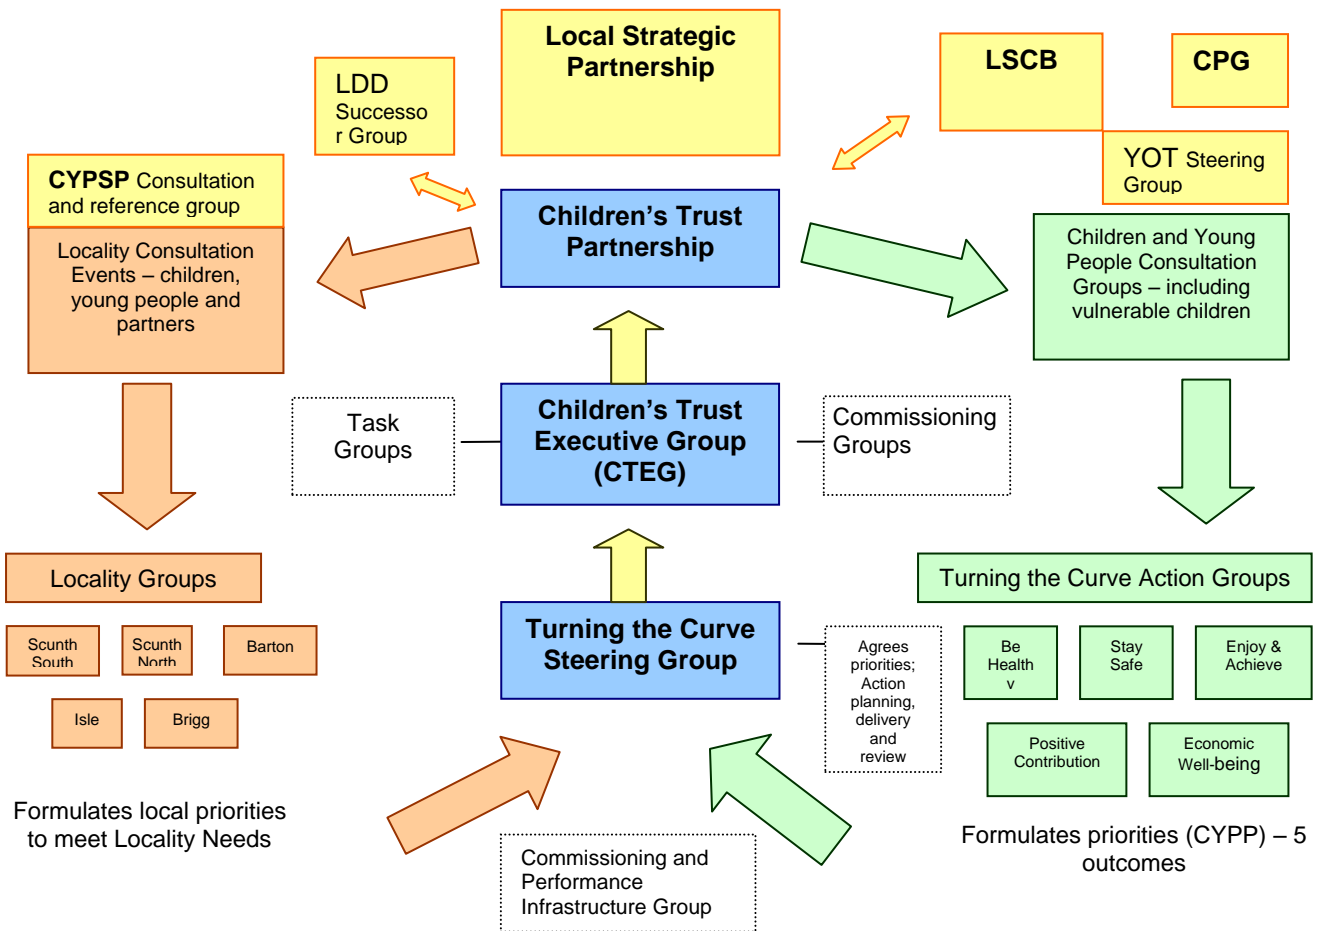 Local Strategic
Partnership
LDD
Successo
r Group
LSCB
CPG
YOT Steering
Group
CYPSP Consultation
and reference group
Locality Consultation
Events – children,
young people and
partners
Children’s Trust
Partnership
Children and Young
People Consultation
Groups – including
vulnerable children
Task
Groups
Children’s Trust
Executive Group
(CTEG)
Commissioning
Groups
Locality Groups
Scunth
South
Scunth
North
Barton
Isle
Brigg
Formulates local priorities
to meet Locality Needs
Turning the Curve
Steering Group
Agrees
priorities;
Action
planning,
delivery
and
review
Turning the Curve Action Groups
Be
Health
y
Stay
Safe
Enjoy &
Achieve
Positive
Contribution
Economic
Well-being
Formulates priorities (CYPP) – 5
outcomes
Commissioning and
Performance
Infrastructure Group